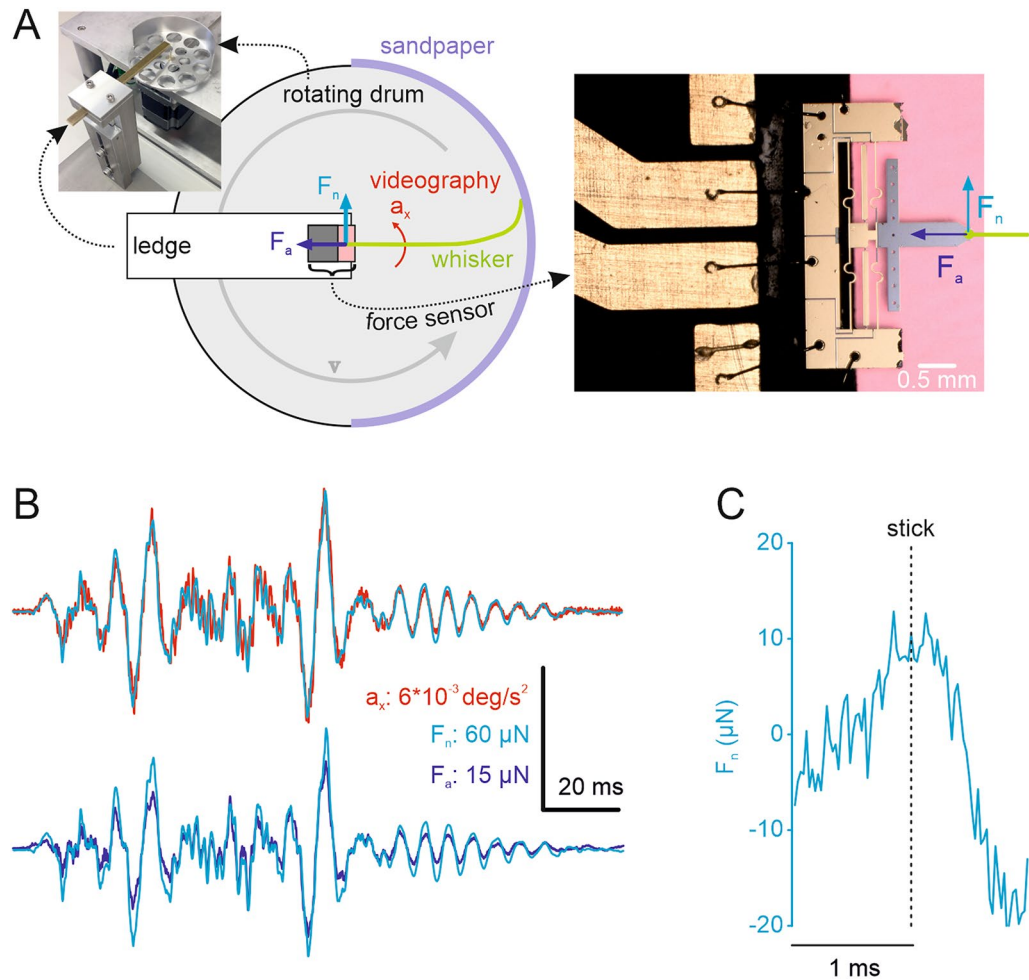 A
sandpaper
rotating drum
Fn
videography
ax
Fa
ledge
whisker
force sensor
v
Fn
Fa
0.5 mm
B
ax: 6*10-3 deg/s2
Fn: 60 µN
Fa: 15 µN
20 ms
C
stick
20
10
0
-10
-20
Fn (µN)
1 ms